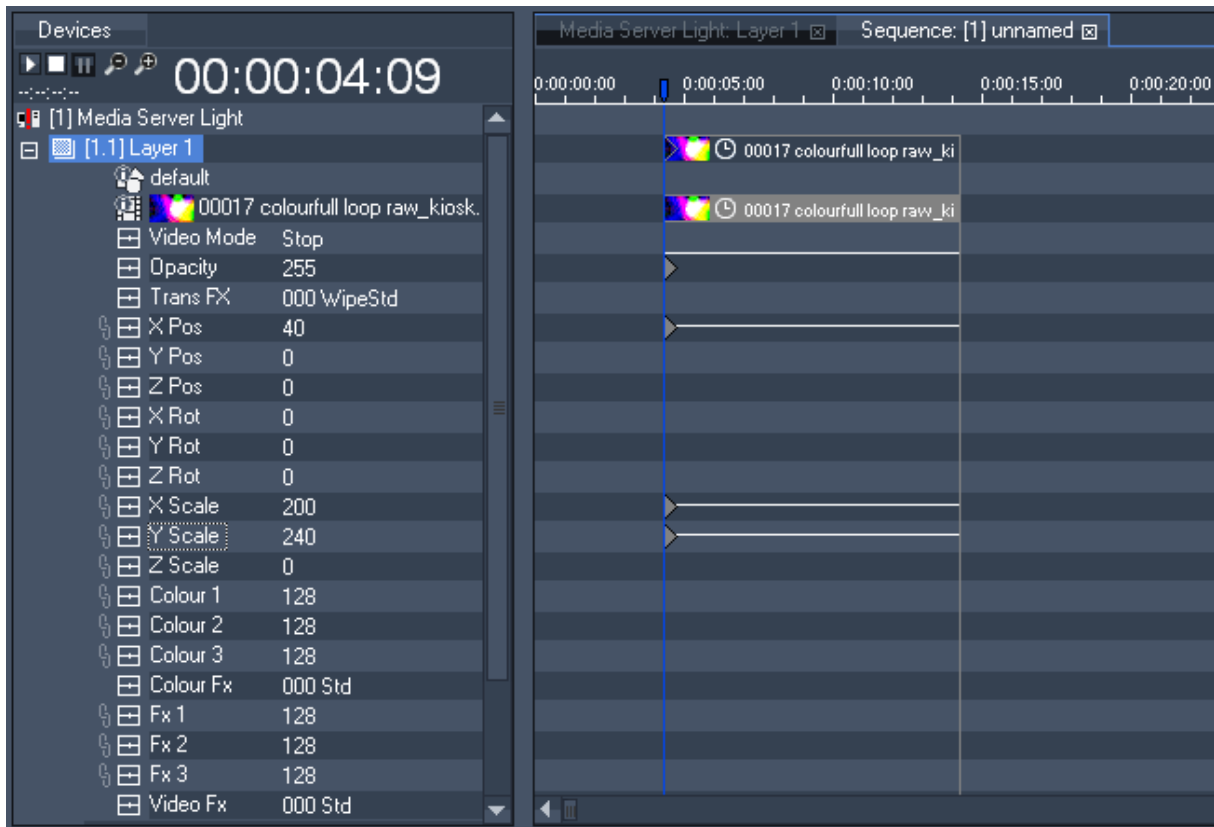 Devices
Media Server Light: Layer 1
Sequence: [1] unnamed
--:--:--:--
00:00:04:09
0:00:00:00 0:00:05:00 0:00:10:00 0:00:15:00 0:00:20:00
[1] Media Server Light
[1.1] Layer 1
00017 colourfull loop raw_ki
default
00017 colourfull loop raw_kiosk.
00017 colourfull loop raw_ki
Video Mode Stop
Opacity 255
Trans FX 000 WipeStd
X Pos 40
Y Pos 0
Z Pos 0
X Rot 0
Y Rot 0
Z Rot 0
X Scale 200
Y Scale 240
Z Scale 0
Colour 1 128
Colour 2 128
Colour 3 128
Colour Fx 000 Std
Fx 1 128
Fx 2 128
Fx 3 128
Video Fx 000 Std